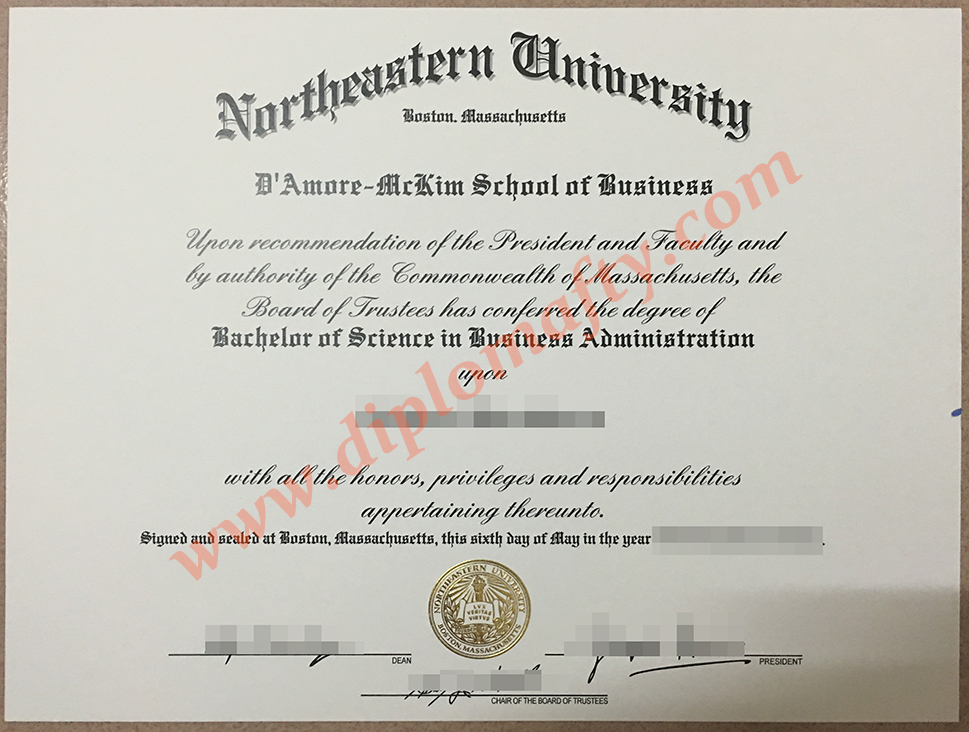 Northeastern University
Boston, Massachusetts
D'Amore-McKim School of Business
Upon recommendation of the President and Faculty and
by authority of the Commonwealth of Massachusetts, the
Board of Trustees has conferred the degree of
Bachelor of Science in Business Administration
upon
with all the honors, privileges and responsibilities
appertaining thereunto.
Signed and sealed at Boston, Massachusetts, this sixth day of May in the year
NORTHEASTERN UNIVERSITY
LVX
VERITAS
VIRTVS
BOSTON, MASSACHUSETTS
DEAN
PRESIDENT
CHAIR OF THE BOARD OF TRUSTEES
www.diplomafty.com